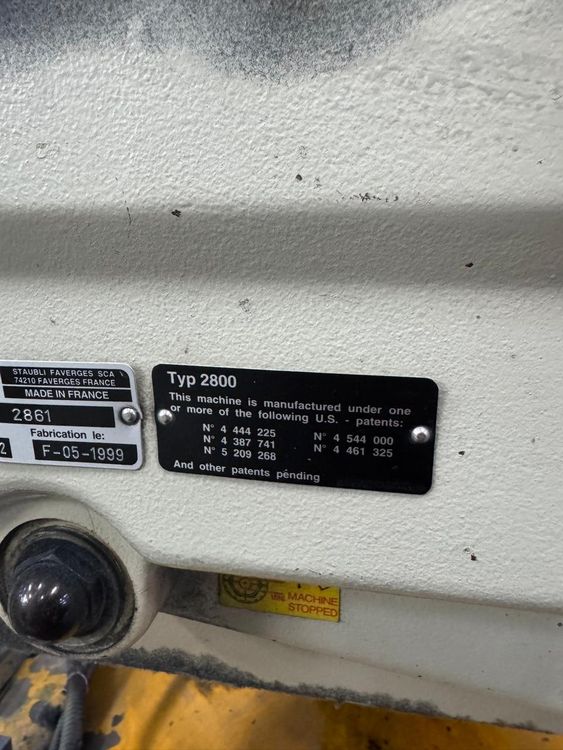 STAUBLI FAVERGES SCA
74210 FAVERGES FRANCE
MADE IN FRANCE
2861
Fabrication le:
2 F-05-1999
Typ 2800
This machine is manufactured under one
or more of the following U.S. - patents:
N° 4 444 225 N° 4 544 000
N° 4 387 741 N° 4 461 325
N° 5 209 268
And other patents pending
MACHINE
STOPPED